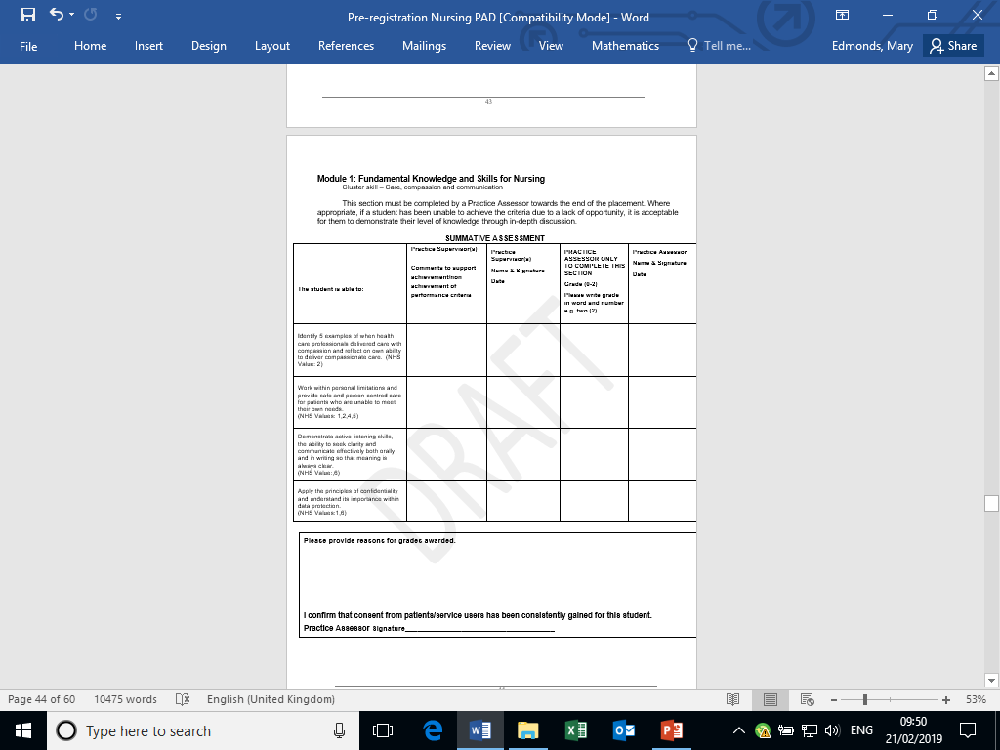 Pre-registration Nursing PAD [Compatibility Mode] - Word
File Home Insert Design Layout References Mailings Review View Mathematics Tell me... Edmonds, Mary Share
43
Module 1: Fundamental Knowledge and Skills for Nursing
Cluster skill – Care, compassion and communication
This section must be completed by a Practice Assessor towards the end of the placement. Where
appropriate, if a student has been unable to achieve the criteria due to a lack of opportunity, it is acceptable
for them to demonstrate their level of knowledge through in-depth discussion.
SUMMATIVE ASSESSMENT
The student is able to:
Practice Supervisor(s)
Comments to support
achievement/non
achievement of
performance criteria
Practice
Supervisor(s)
Name & Signature
Date
PRACTICE
ASSESSOR ONLY
TO COMPLETE THIS
SECTION
Grade (0-2)
Please write grade
in word and number
e.g. two (2)
Practice Assessor
Name & Signature
Date
Identify 5 examples of when health
care professionals delivered care with
compassion and reflect on own ability
to deliver compassionate care. (NHS
Value: 2)
Work within personal limitations and
provide safe and person-centred care
for patients who are unable to meet
their own needs.
(NHS Values: 1,2,4,5)
Demonstrate active listening skills,
the ability to seek clarity and
communicate effectively both orally
and in writing so that meaning is
always clear.
(NHS Value:,6)
Apply the principles of confidentiality
and understand its importance within
data protection.
(NHS Values:1,6)
DRAFT
Please provide reasons for grades awarded.
I confirm that consent from patients/service users has been consistently gained for this student.
Practice Assessor Signature
Page 44 of 60 10475 words English (United Kingdom) 53%
Type here to search ENG 09:50
21/02/2019